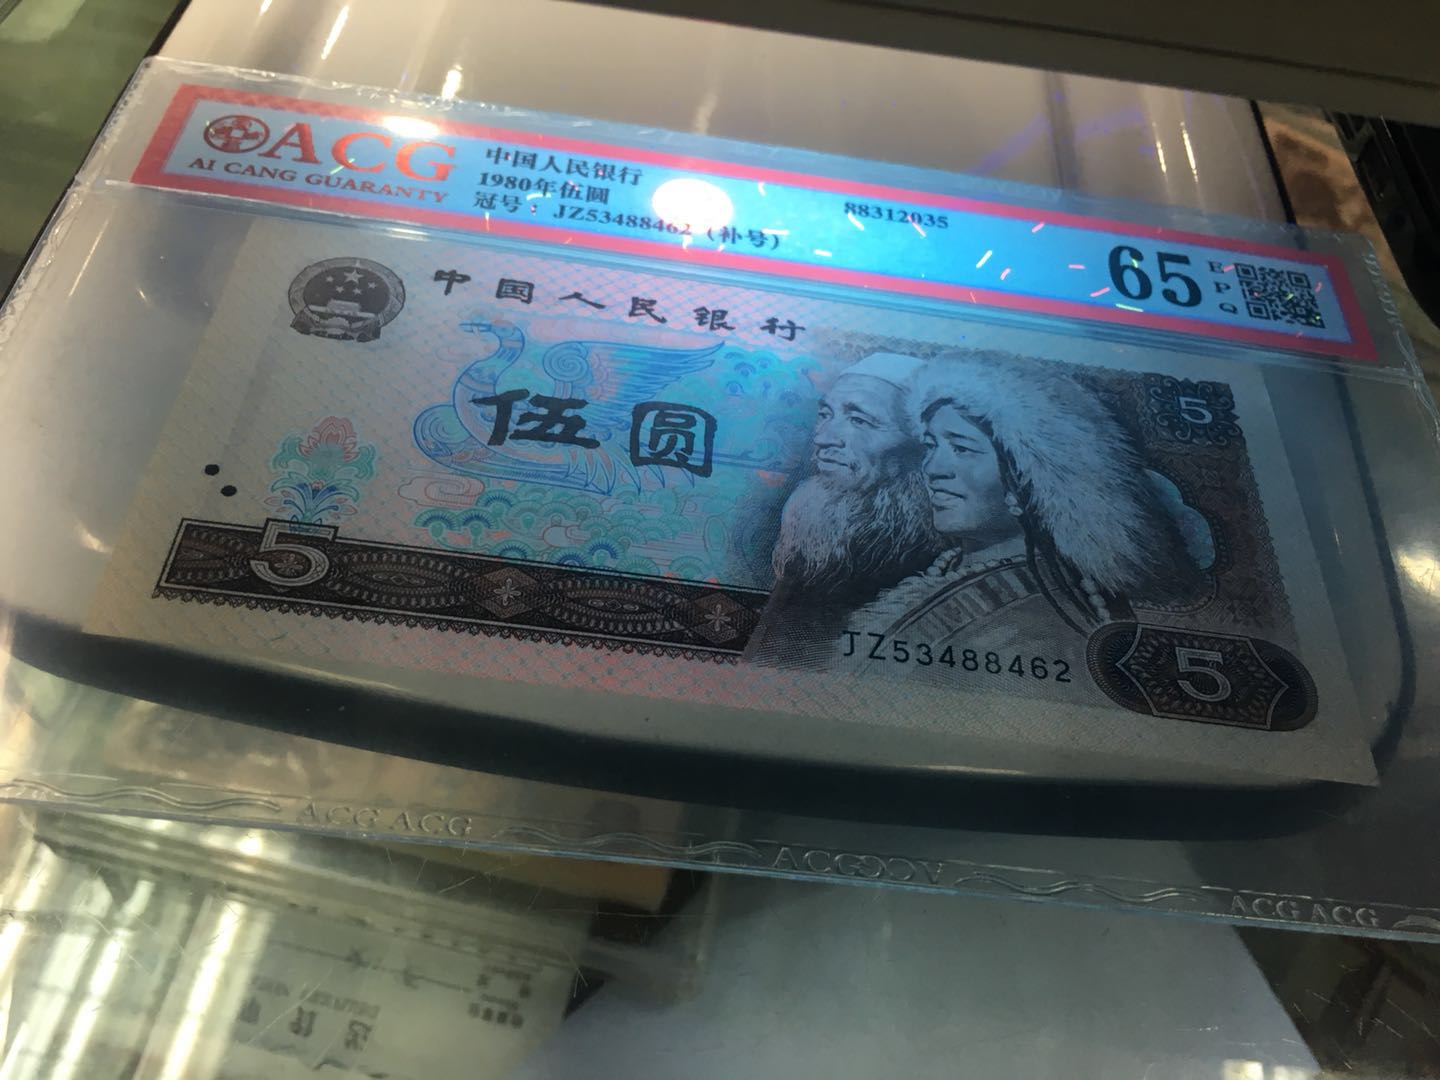 ACG
AI CANG GUARANTY
中国人民银行
1980年伍圆
冠号：JZ53488462（补号）
88312035
65
EPQ
中国人民银行
伍圆
5
5
JZ53488462
5
ACG ACG
ACG
ACG ACG